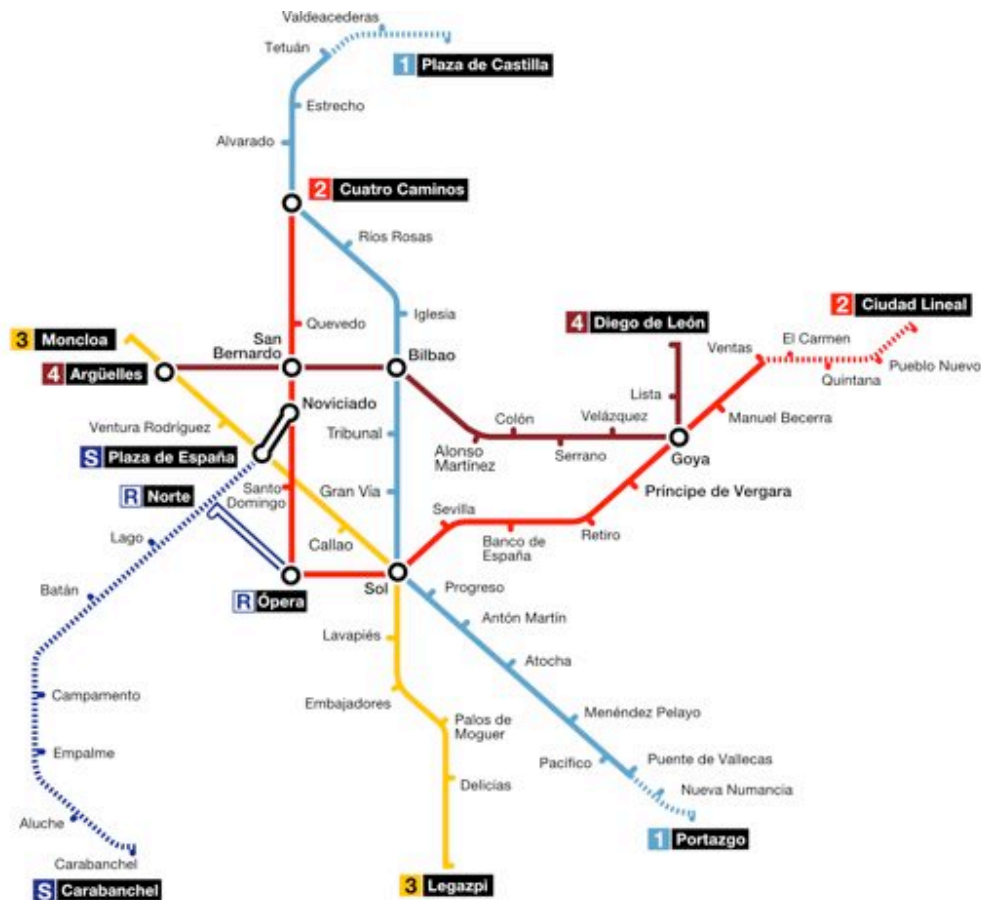 Valdeacederas
Tetuán
1 Plaza de Castilla
Estrecho
Alvarado
2 Cuatro Caminos
Ríos Rosas
2 Ciudad Lineal
Iglesia
4 Diego de León
Quevedo
3 Moncloa
San
Bernardo
Bilbao
Ventas
El Carmen
Pueblo Nuevo
Quintana
4 Argüelles
Lista
Noviciado
Manuel Becerra
Ventura Rodríguez
Tribunal
Colón
Velázquez
Alonso
Martínez
Serrano
Goya
S Plaza de España
R Norte
Santo
Domingo
Gran Via
Príncipe de Vergara
Sevilla
Lago
Callao
Banco de
España
Retiro
Batán
R Ópera
Sol
Progreso
Antón Martín
Lavapiés
Atocha
Campamento
Embajadores
Palos de
Moguer
Menéndez Pelayo
Empalme
Pacífico
Puente de Vallecas
Delicias
Nueva Numancia
Aluche
1 Portazgo
Carabanchel
S Carabanchel
3 Legazpi